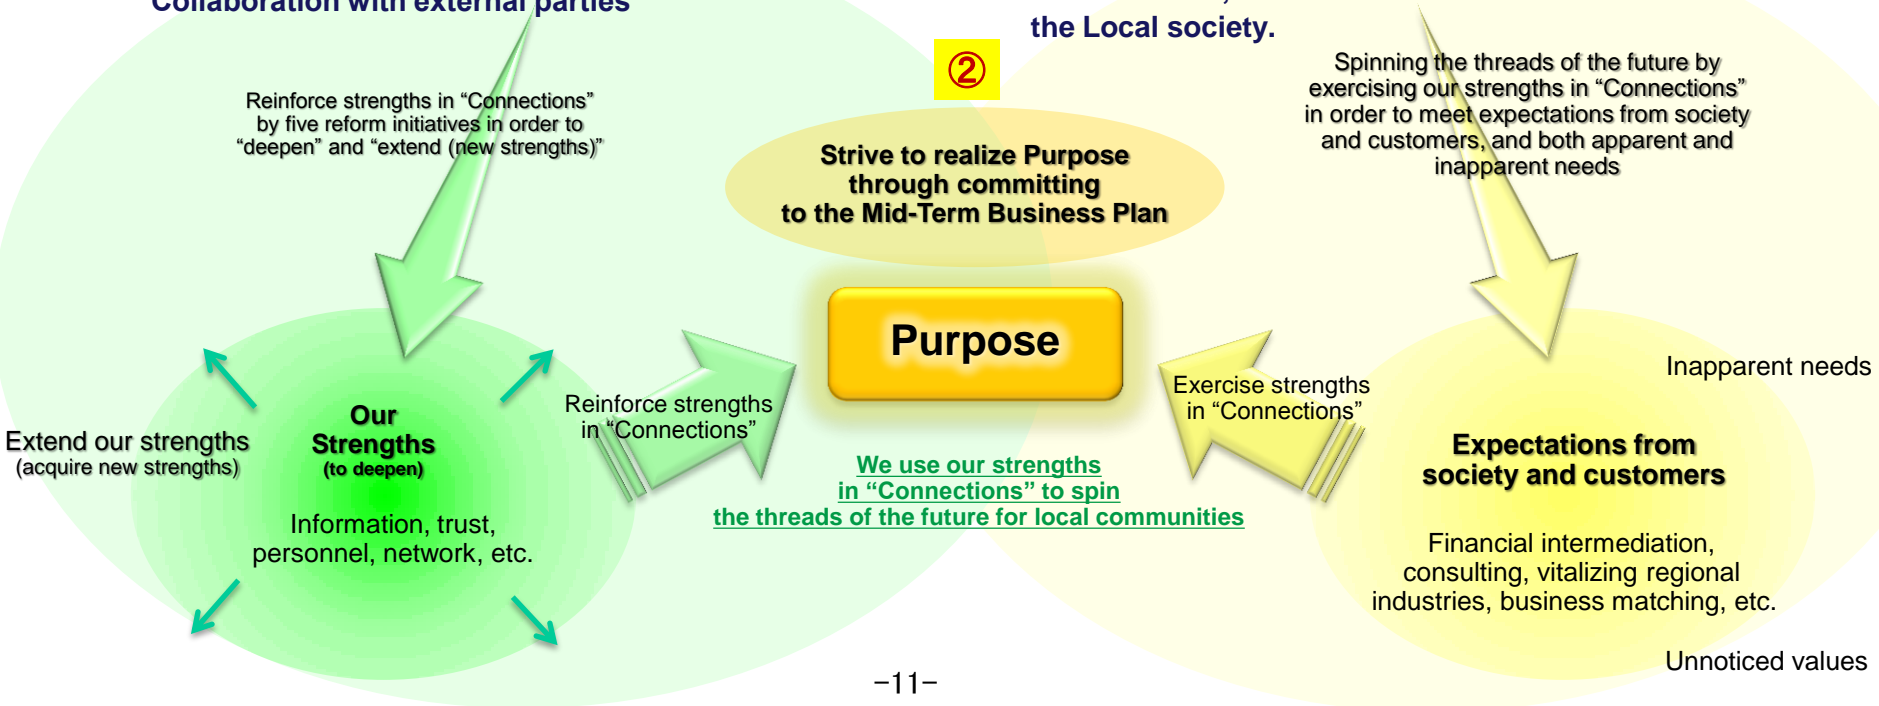 Collaboration with external parties
the Local society.
②
Reinforce strengths in “Connections”
by five reform initiatives in order to
“deepen” and “extend (new strengths)”
Strive to realize Purpose
through committing
to the Mid-Term Business Plan
Spinning the threads of the future by
exercising our strengths in “Connections”
in order to meet expectations from society
and customers, and both apparent and
inapparent needs
Purpose
Extend our strengths
(acquire new strengths)
Our
Strengths
(to deepen)
Information, trust,
personnel, network, etc.
Reinforce strengths
in “Connections”
We use our strengths
in “Connections” to spin
the threads of the future for local communities
Exercise strengths
in “Connections”
Inapparent needs
Expectations from
society and customers
Financial intermediation,
consulting, vitalizing regional
industries, business matching, etc.
Unnoticed values
-11-